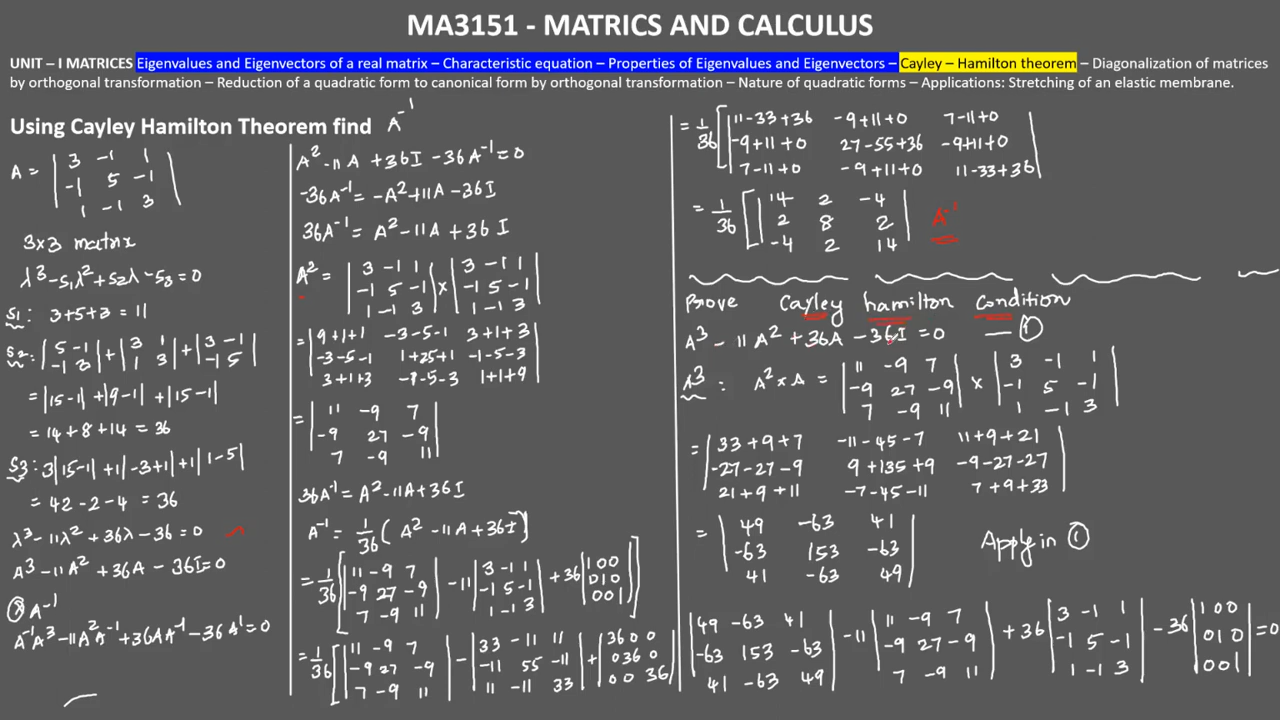 MA3151 - MATRICS AND CALCULUS
UNIT – I MATRICES Eigenvalues and Eigenvectors of a real matrix – Characteristic equation – Properties of Eigenvalues and Eigenvectors – Cayley – Hamilton theorem – Diagonalization of matrices
by orthogonal transformation – Reduction of a quadratic form to canonical form by orthogonal transformation – Nature of quadratic forms – Applications: Stretching of an elastic membrane.
Using Cayley Hamilton Theorem find A⁻¹
A = | 3 -1 1 |
| -1 5 -1 |
| 1 -1 3 |
3x3 matrix
λ³-S₁λ²+S₂λ-S₃=0
S₁: 3+5+3 = 11
S₂: |5 -1| + |3 1| + |3 -1|
|-1 3| |1 3| |-1 5|
= |15-1| + |9-1| + |15-1|
= 14+8+14 = 36
S₃: 3|15-1| +1|-3+1| +1|1-5|
= 42-2-4 = 36
λ³-11λ²+36λ-36=0
A³-11A²+36A-36I=0
⊗ A⁻¹
A⁻¹A³-11A²A⁻¹+36AA⁻¹-36A⁻¹=0
A²-11A+36I-36A⁻¹=0
-36A⁻¹ = -A²+11A-36I
36A⁻¹ = A²-11A+36I
A² = | 3 -1 1 | x | 3 -1 1 |
| -1 5 -1 | | -1 5 -1 |
| 1 -1 3 | | 1 -1 3 |
= | 9+1+1 -3-5-1 3+1+3 |
| -3-5-1 1+25+1 -1-5-3 |
| 3+1+3 -1-5-3 1+1+9 |
= | 11 -9 7 |
| -9 27 -9 |
| 7 -9 11 |
36A⁻¹ = A²-11A+36I
A⁻¹ = 1/36 (A²-11A+36I)
= 1/36 [ | 11 -9 7 | -11 | 3 -1 1 | +36 | 1 0 0 | ]
| -9 27 -9 | | -1 5 -1 | | 0 1 0 |
| 7 -9 11 | | 1 -1 3 | | 0 0 1 |
= 1/36 [ | 11 -9 7 | - | 33 -11 11 | + | 36 0 0 |
| -9 27 -9 | | -11 55 -11 | | 0 36 0 |
| 7 -9 11 | | 11 -11 33 | | 0 0 36 |
= 1/36 [ | 11-33+36 -9+11+0 7-11+0 |
| -9+11+0 27-55+36 -9+11+0 |
| 7-11+0 -9+11+0 11-33+36 |
= 1/36 [ | 14 2 -4 | A⁻¹
| 2 8 2 |
| -4 2 14 |
Prove Cayley hamilton Condition
A³-11A²+36A-36I=0 — ①
A³: A²xA = | 11 -9 7 | x | 3 -1 1 |
| -9 27 -9 | | -1 5 -1 |
| 7 -9 11 | | 1 -1 3 |
= | 33+9+7 -11-45-7 11+9+21 |
| -27-27-9 9+135+9 -9-27-27 |
| 21+9+11 -7-45-11 7+9+33 |
= | 49 -63 41 |
| -63 153 -63 | Apply in ①
| 41 -63 49 |
| 49 -63 41 | -11 | 11 -9 7 | +36 | 3 -1 1 | -36 | 1 0 0 | =0
| -63 153 -63 | | -9 27 -9 | | -1 5 -1 | | 0 1 0 |
| 41 -63 49 | | 7 -9 11 | | 1 -1 3 | | 0 0 1 |